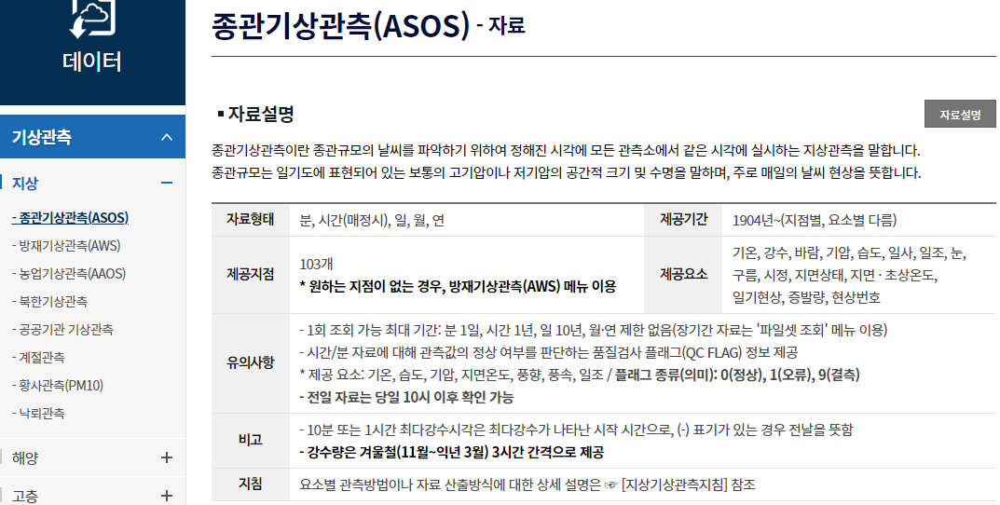 데이터
기상관측
지상
- 종관기상관측(ASOS)
- 방재기상관측(AWS)
- 농업기상관측(AAOS)
- 북한기상관측
- 공공기관 기상관측
- 계절관측
- 황사관측(PM10)
- 낙뢰관측
해양
고층
종관기상관측(ASOS) - 자료
자료설명
자료설명
종관기상관측이란 종관규모의 날씨를 파악하기 위하여 정해진 시각에 모든 관측소에서 같은 시각에 실시하는 지상관측을 말합니다.
종관규모는 일기도에 표현되어 있는 보통의 고기압이나 저기압의 공간적 크기 및 수명을 말하며, 주로 매일의 날씨 현상을 뜻합니다.
자료형태 분, 시간(매정시), 일, 월, 연 제공기간 1904년~(지점별, 요소별 다름)
제공지점
103개
* 원하는 지점이 없는 경우, 방재기상관측(AWS) 메뉴 이용
제공요소
기온, 강수, 바람, 기압, 습도, 일사, 일조, 눈,
구름, 시정, 지면상태, 지면 · 초상온도,
일기현상, 증발량, 현상번호
유의사항
- 1회 조회 가능 최대 기간: 분 1일, 시간 1년, 일 10년, 월·연 제한 없음(장기간 자료는 '파일셋 조회' 메뉴 이용)
- 시간/분 자료에 대해 관측값의 정상 여부를 판단하는 품질검사 플래그(QC FLAG) 정보 제공
* 제공 요소: 기온, 습도, 기압, 지면온도, 풍향, 풍속, 일조 / 플래그 종류(의미): 0(정상), 1(오류), 9(결측)
- 전일 자료는 당일 10시 이후 확인 가능
비고
- 10분 또는 1시간 최다강수시각은 최다강수가 나타난 시작 시간으로, (-) 표기가 있는 경우 전날을 뜻함
- 강수량은 겨울철(11월~익년 3월) 3시간 간격으로 제공
지침 요소별 관측방법이나 자료 산출방식에 대한 상세 설명은 ☞ [지상기상관측지침] 참조